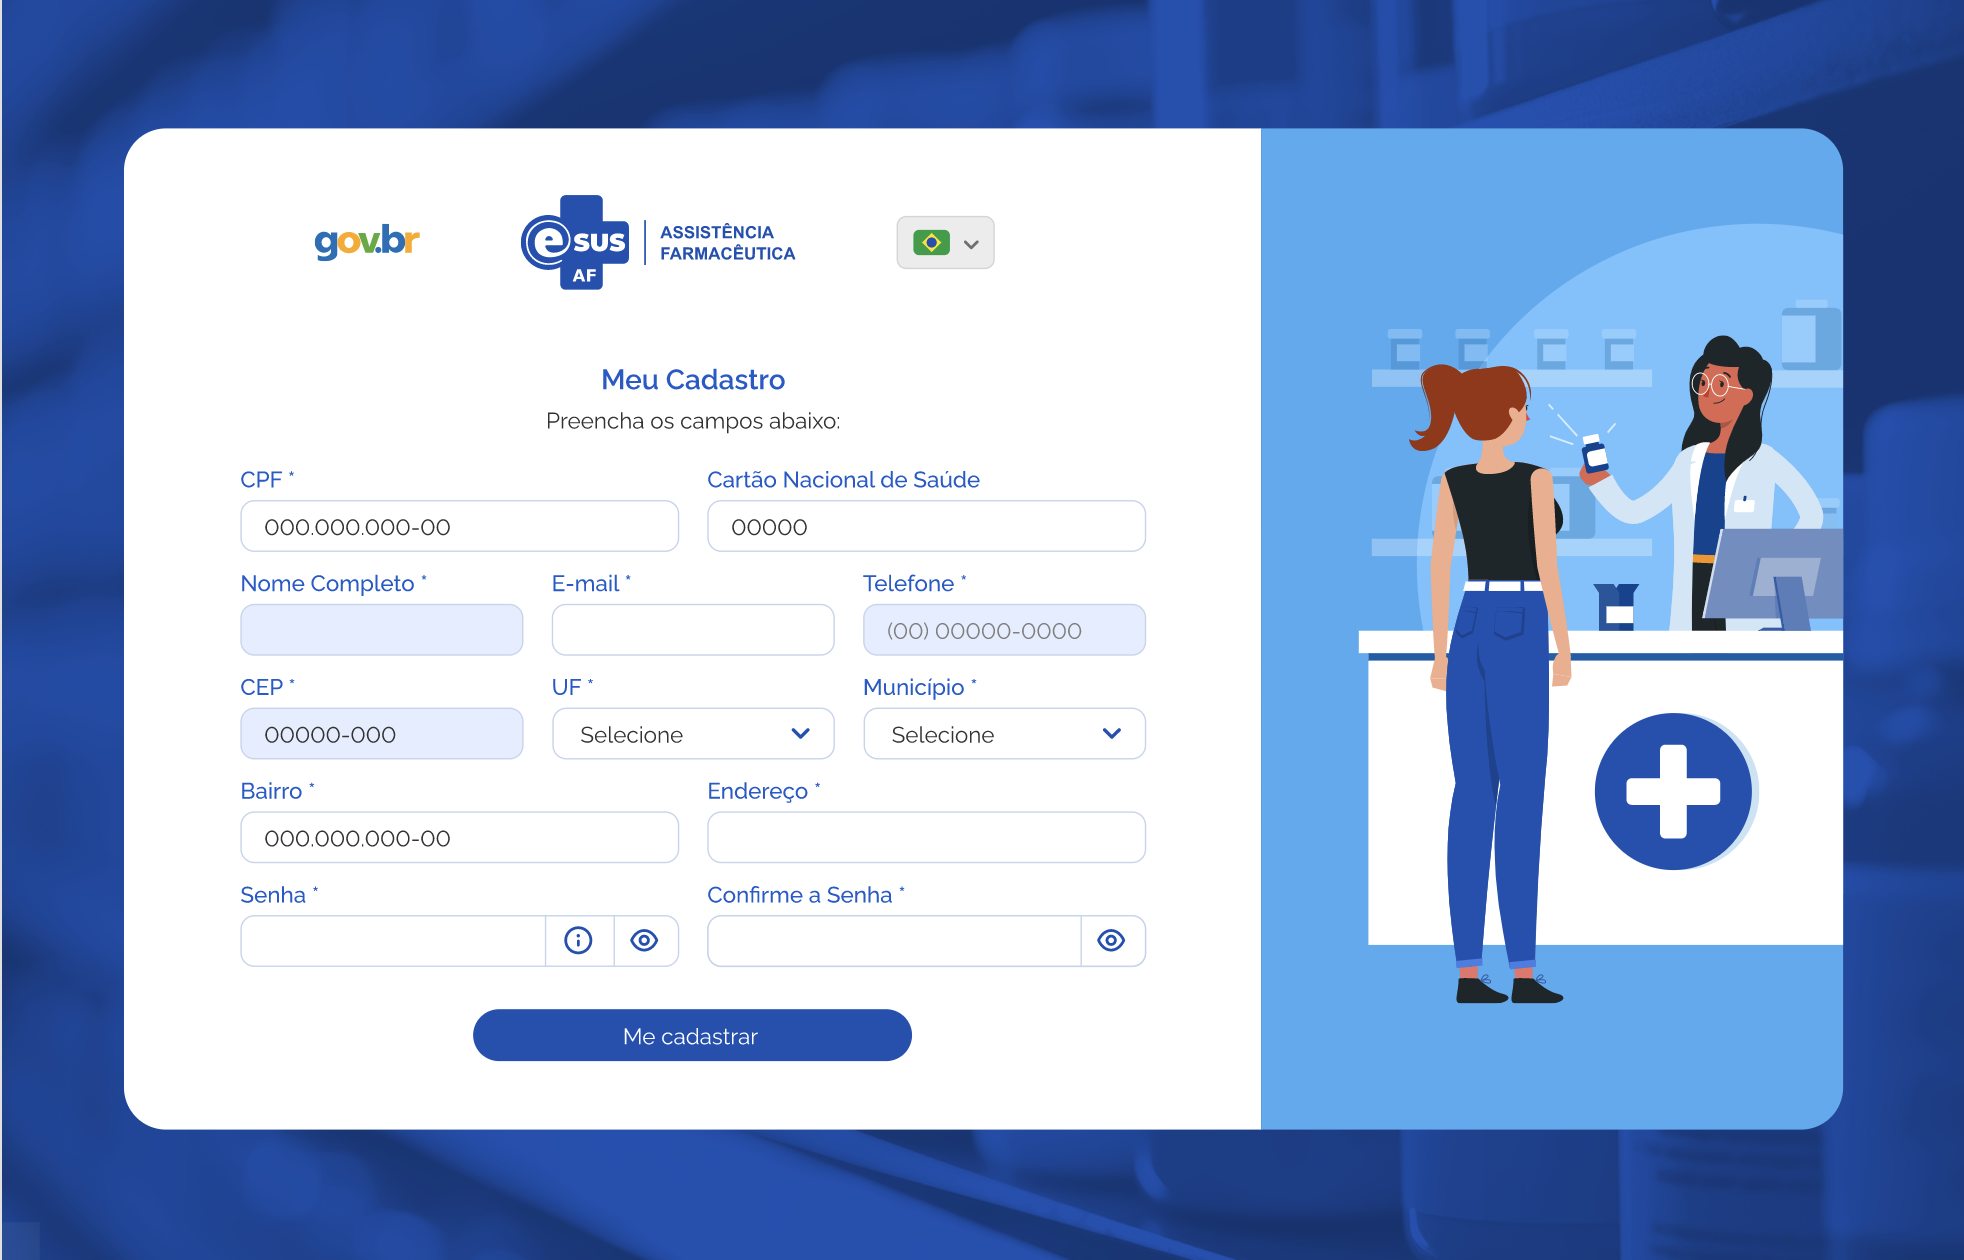 gov.br
e sus
AF
ASSISTÊNCIA
FARMACÊUTICA
Meu Cadastro
Preencha os campos abaixo:
CPF *
Cartão Nacional de Saúde
000.000.000-00
00000
Nome Completo *
E-mail *
Telefone *
(00) 00000-0000
CEP *
UF *
Município *
00000-000
Selecione
Selecione
Bairro *
Endereço *
000.000.000-00
Senha *
Confirme a Senha *
Me cadastrar